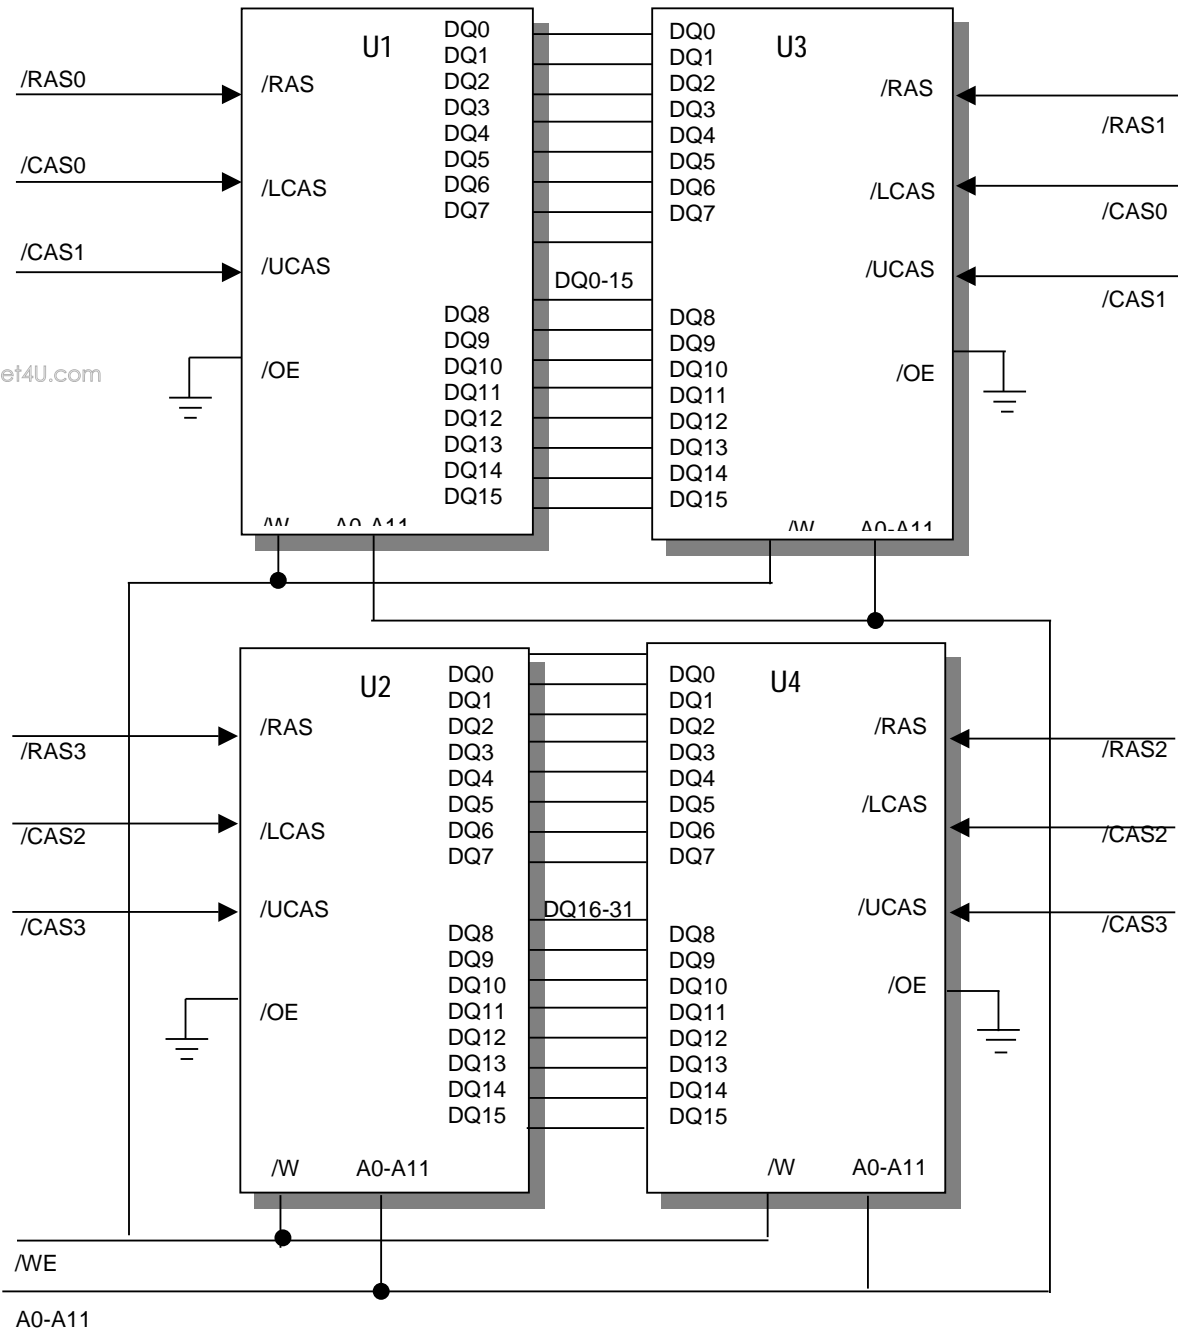 U1
/RAS0
/RAS
/CAS0
/LCAS
/CAS1
/UCAS
/OE
DQ0
DQ1
DQ2
DQ3
DQ4
DQ5
DQ6
DQ7
DQ8
DQ9
DQ10
DQ11
DQ12
DQ13
DQ14
DQ15
/W A0-A11
DQ0-15
U3
DQ0
DQ1
DQ2
DQ3
DQ4
DQ5
DQ6
DQ7
DQ8
DQ9
DQ10
DQ11
DQ12
DQ13
DQ14
DQ15
/RAS
/RAS1
/LCAS
/CAS0
/UCAS
/CAS1
/OE
/W A0-A11
et4U.com
U2
/RAS
/RAS3
/LCAS
/CAS2
/UCAS
/CAS3
/OE
DQ0
DQ1
DQ2
DQ3
DQ4
DQ5
DQ6
DQ7
DQ8
DQ9
DQ10
DQ11
DQ12
DQ13
DQ14
DQ15
/W A0-A11
DQ16-31
U4
DQ0
DQ1
DQ2
DQ3
DQ4
DQ5
DQ6
DQ7
DQ8
DQ9
DQ10
DQ11
DQ12
DQ13
DQ14
DQ15
/RAS
/RAS2
/LCAS
/CAS2
/UCAS
/CAS3
/OE
/W A0-A11
/WE
A0-A11